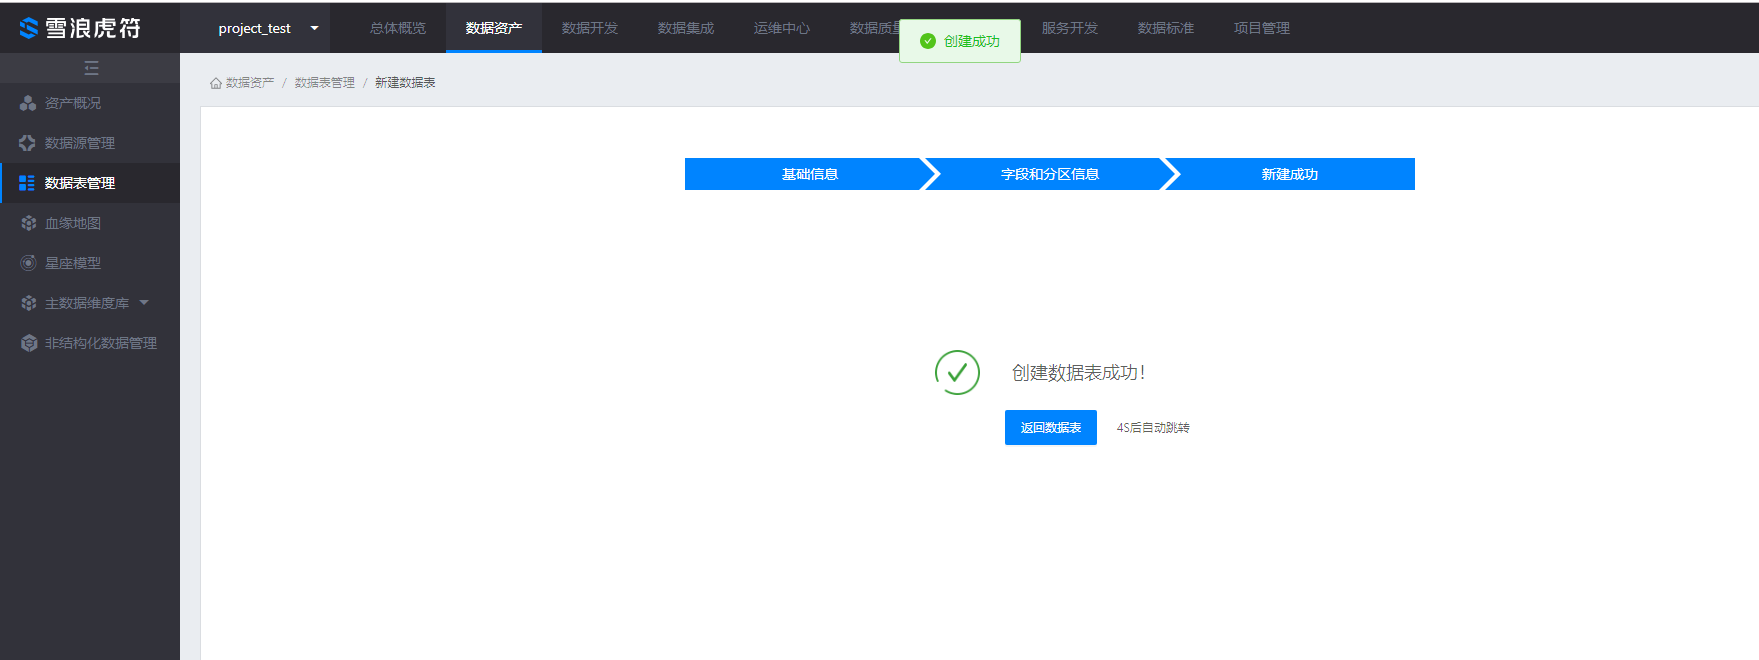 雪浪虎符
project_test
总体概览
数据资产
数据开发
数据集成
运维中心
数据质
创建成功
服务开发
数据标准
项目管理
数据资产 / 数据表管理 / 新建数据表
资产概况
数据源管理
数据表管理
血缘地图
星座模型
主数据维度库
非结构化数据管理
基础信息
字段和分区信息
新建成功
创建数据表成功！
返回数据表
4S后自动跳转